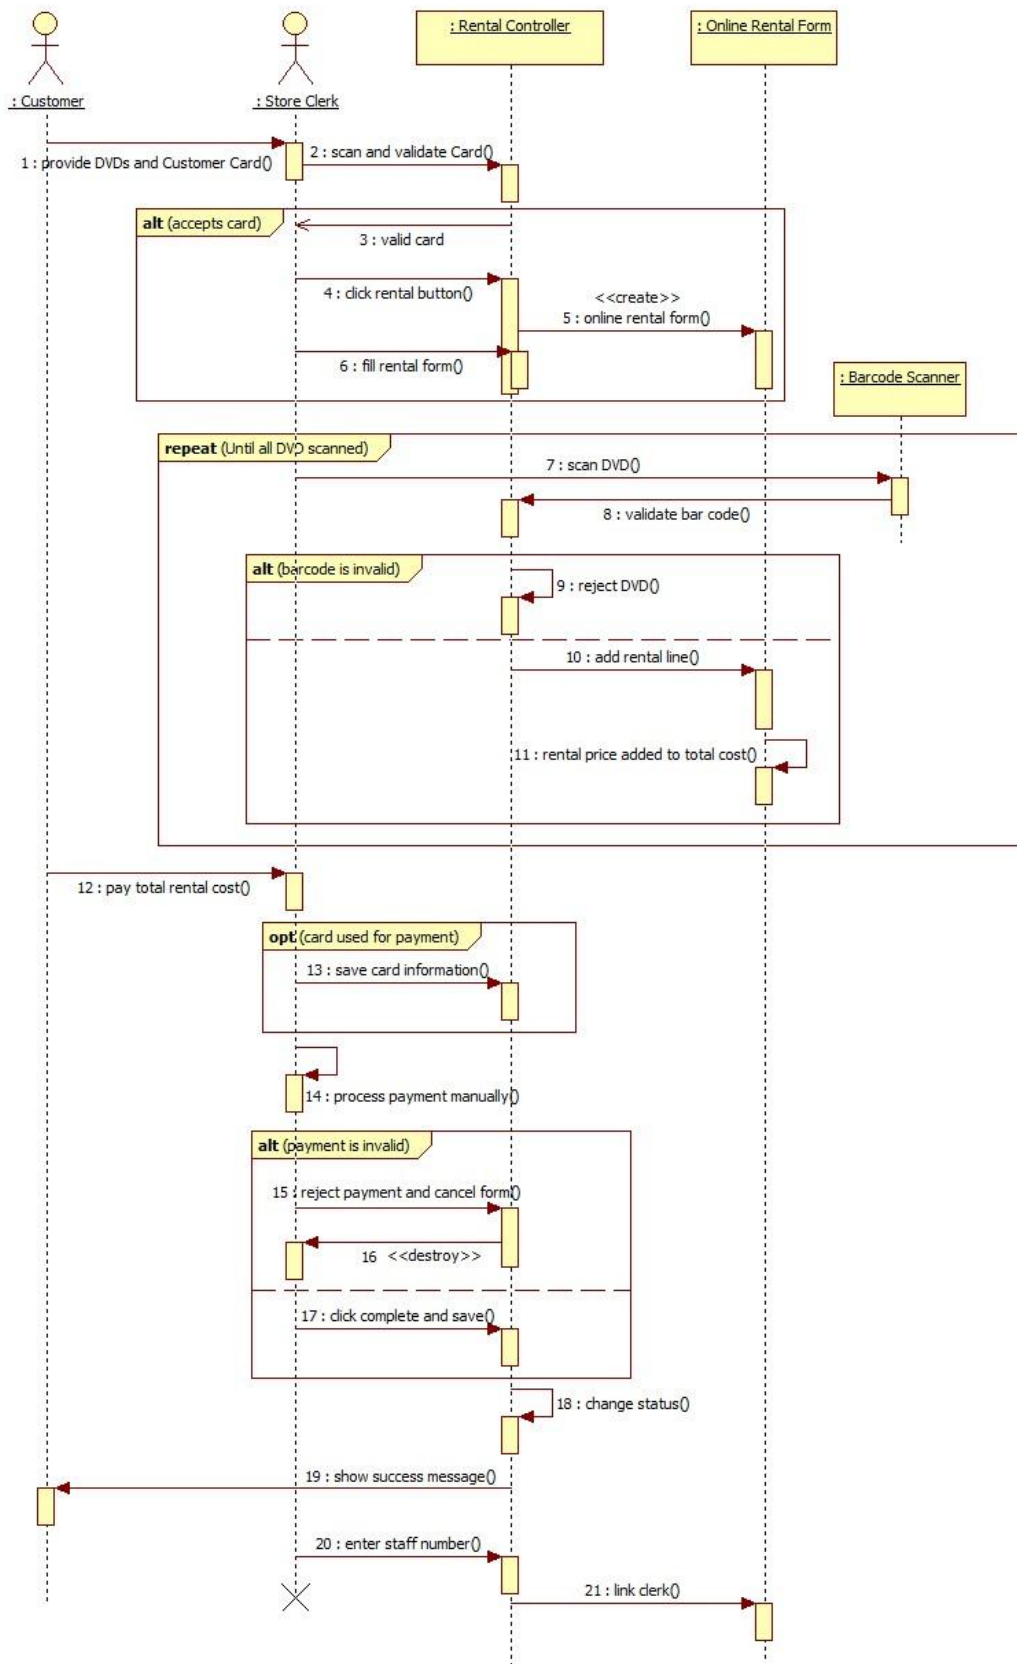 : Rental Controller
: Online Rental Form
: Customer
: Store Clerk
1 : provide DVDs and Customer Card()
2 : scan and validate Card()
alt (accepts card)
3 : valid card
4 : click rental button()
<<create>>
5 : online rental form()
6 : fill rental form()
: Barcode Scanner
repeat (Until all DVD scanned)
7 : scan DVD()
8 : validate bar code()
alt (barcode is invalid)
9 : reject DVD()
10 : add rental line()
11 : rental price added to total cost()
12 : pay total rental cost()
opt (card used for payment)
13 : save card information()
14 : process payment manually()
alt (payment is invalid)
15 : reject payment and cancel form()
16 <<destroy>>
17 : click complete and save()
18 : change status()
19 : show success message()
20 : enter staff number()
21 : link clerk()